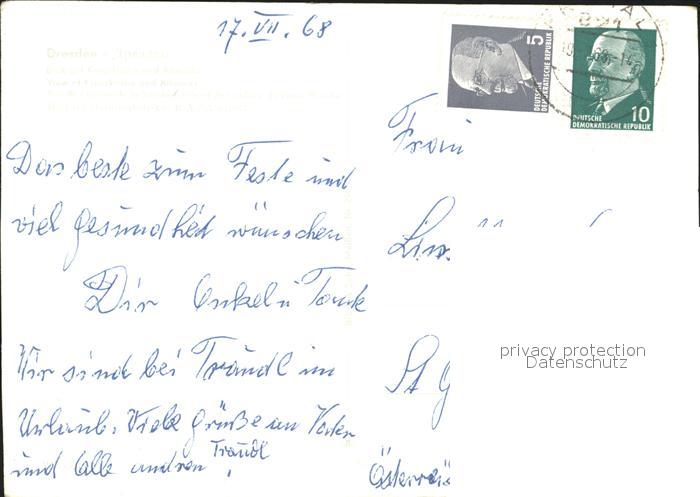 17. VII. 68
Dresden
DEUTSCHE
DEMOKRATISCHE REPUBLIK
5
DEUTSCHE
DEMOKRATISCHE REPUBLIK
10
Frau
St G
Österrei
Das beste zum Feste und
viel Gesundheit wünschen
Dir Onkel u Tante
Wir sind bei Traudl im
Urlaub. Viele Grüße an Vater
und alle andren
Traudl
privacy protection
Datenschutz